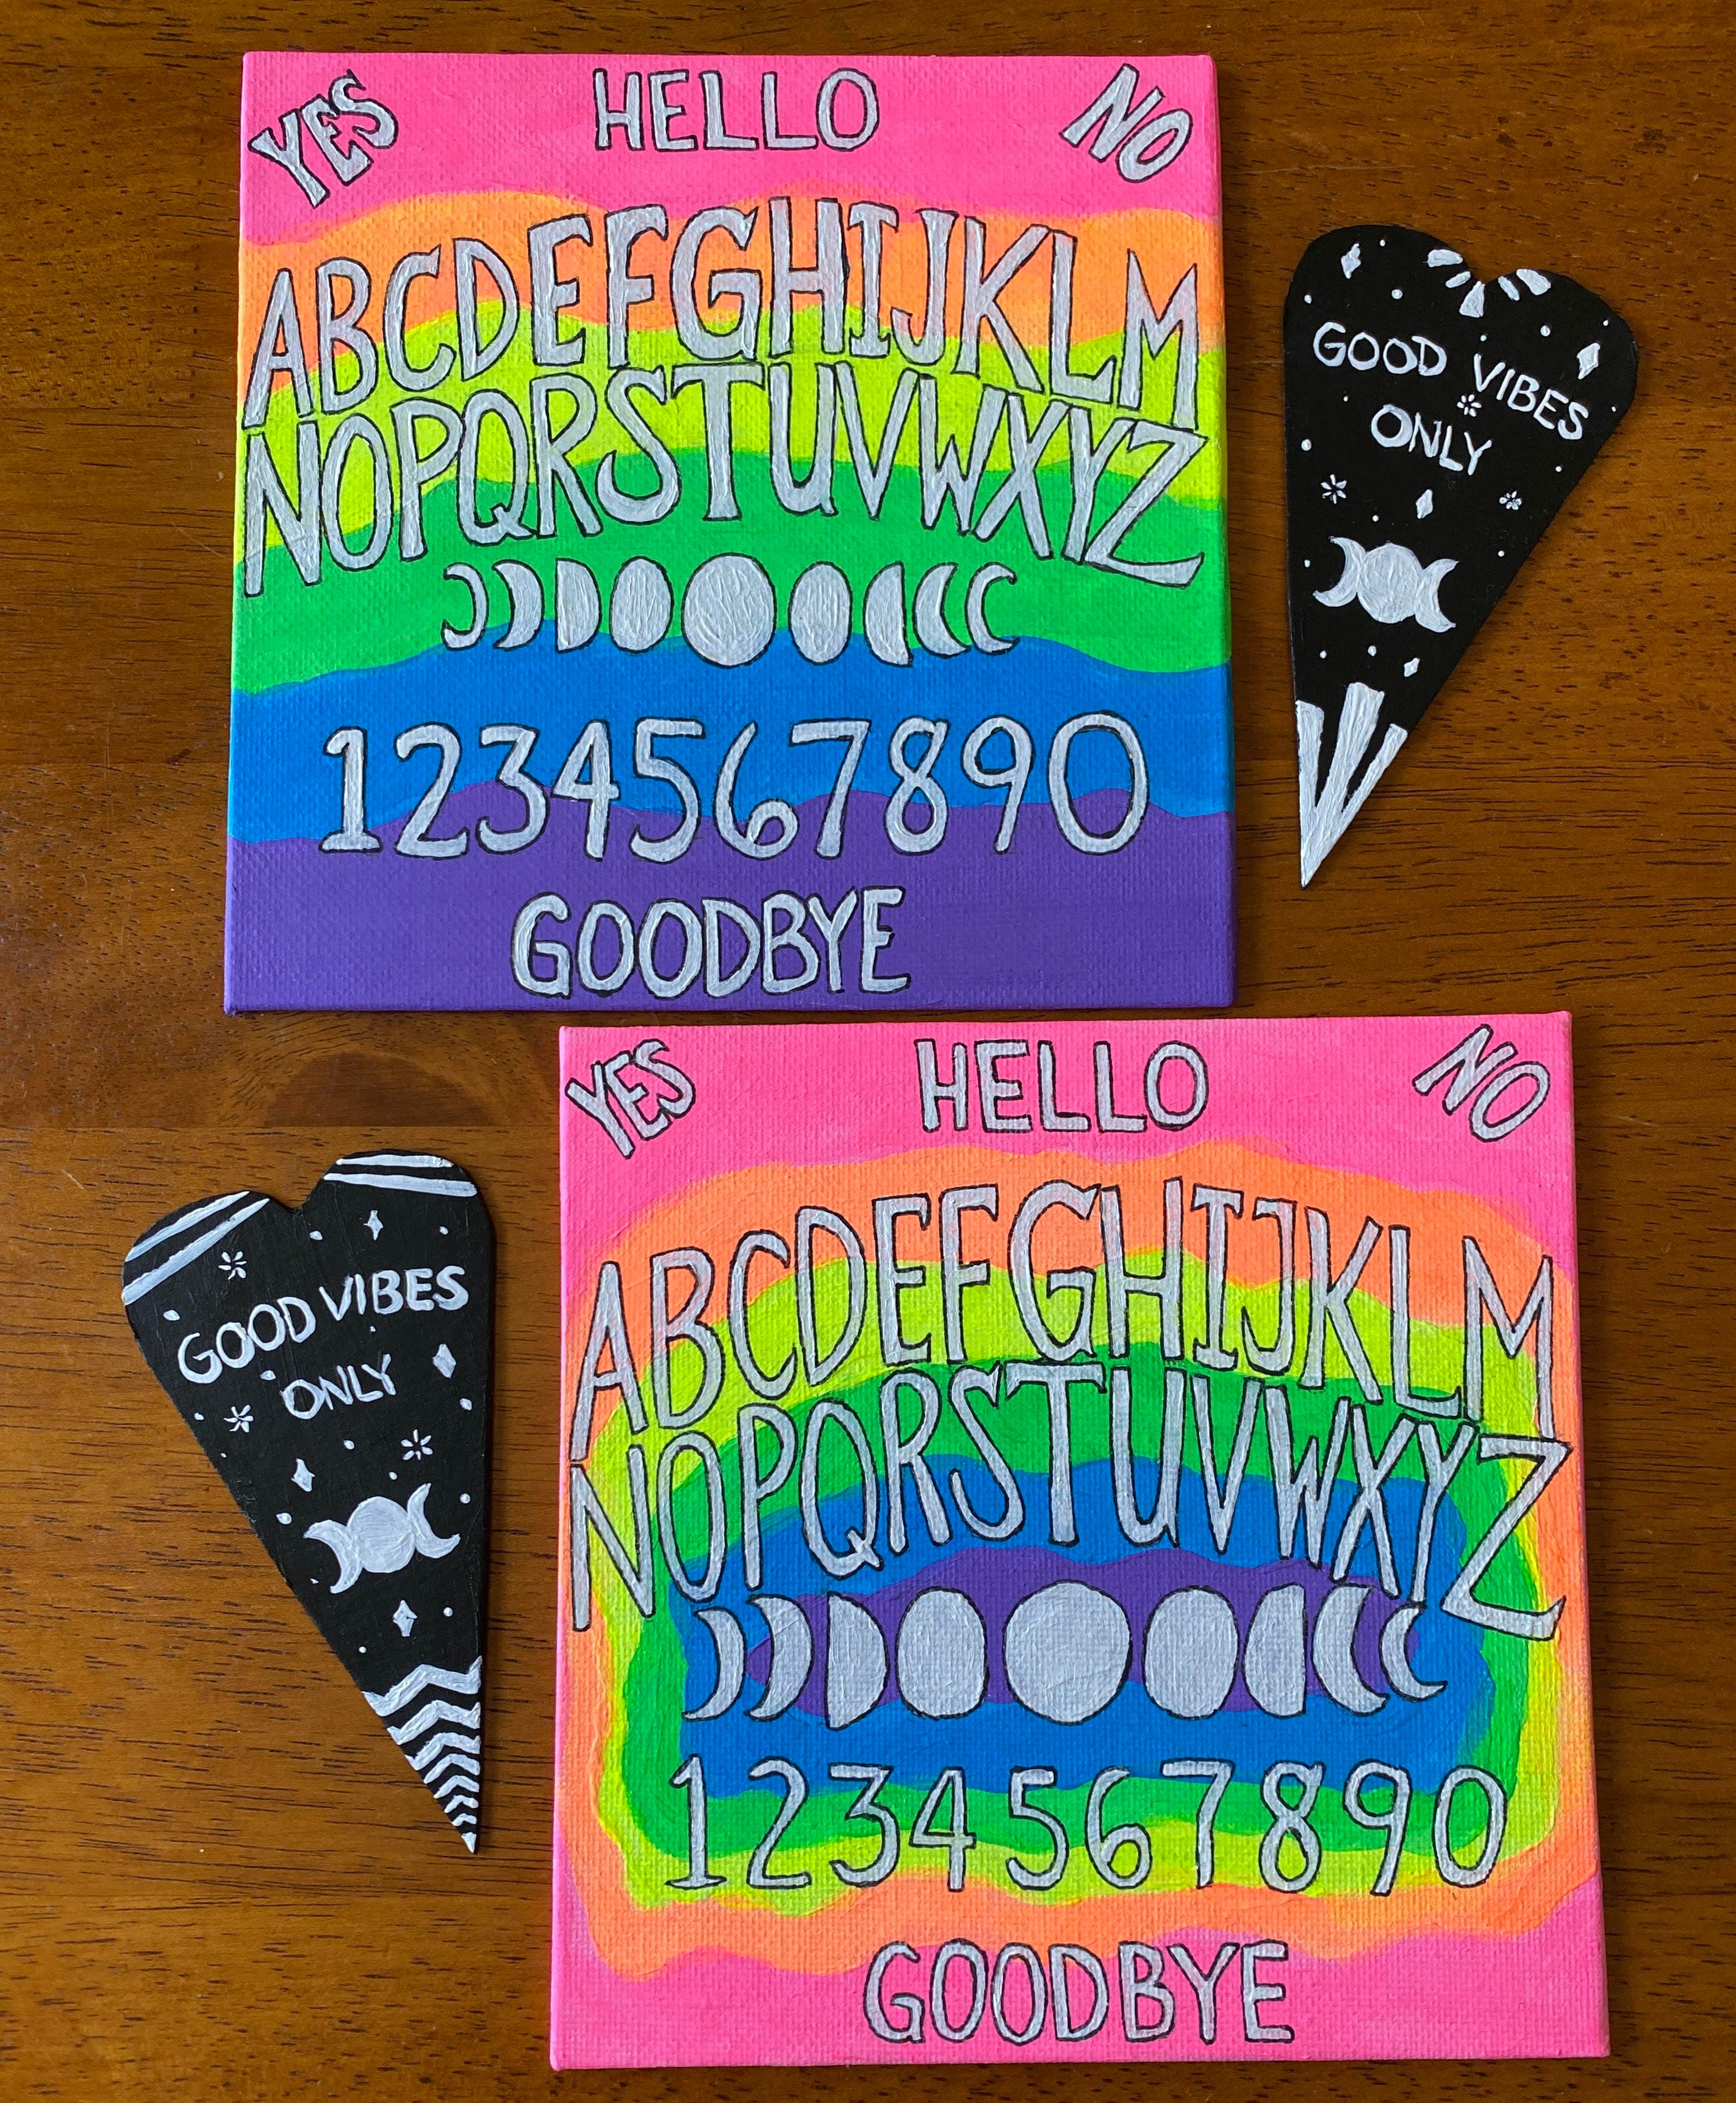 YES HELLO NO
ABCDEFGHIJKLM
NOPQRSTUVWXYZ
1234567890
GOODBYE
GOOD VIBES
ONLY
YES HELLO NO
ABCDEFGHIJKLM
NOPQRSTUVWXYZ
1234567890
GOODBYE
GOOD VIBES
ONLY